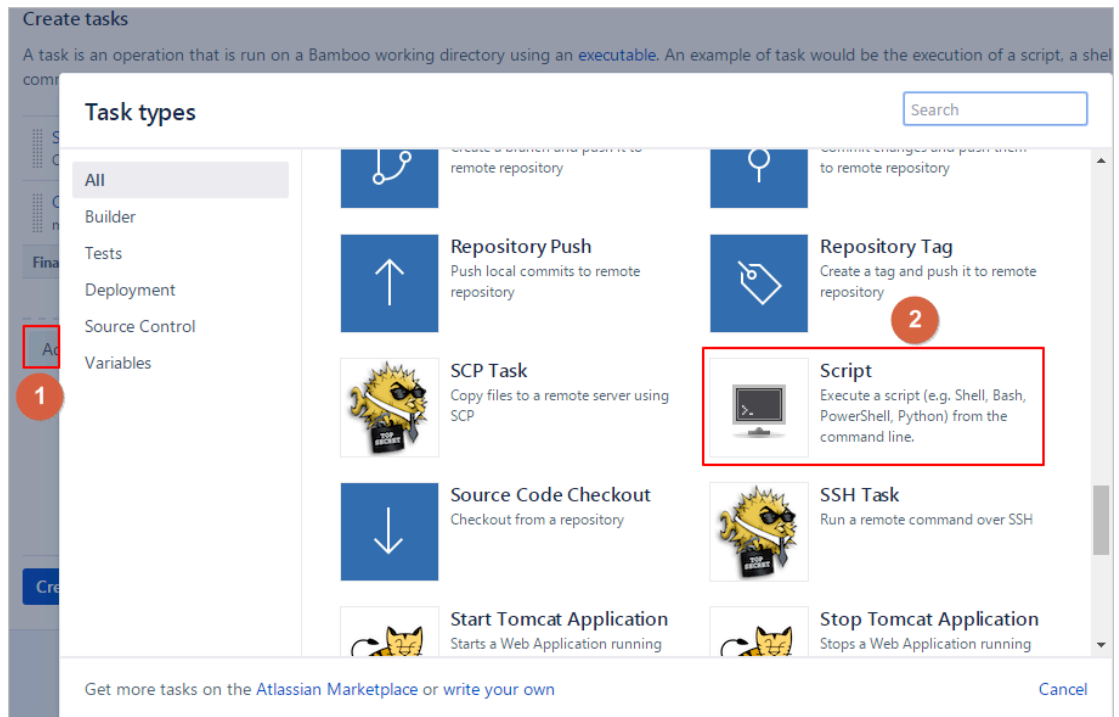 Create tasks
A task is an operation that is run on a Bamboo working directory using an executable. An example of task would be the execution of a script, a shel
Task types
Search
All
Builder
Tests
Deployment
Source Control
Variables
remote repository
to remote repository
Repository Push
Push local commits to remote
repository
Repository Tag
Create a tag and push it to remote
repository
2
SCP Task
Copy files to a remote server using
SCP
TOP
SECRET
Script
Execute a script (e.g. Shell, Bash,
PowerShell, Python) from the
command line.
Source Code Checkout
Checkout from a repository
SSH Task
Run a remote command over SSH
TOP
SECRET
Start Tomcat Application
Starts a Web Application running
Stop Tomcat Application
Stops a Web Application running
Fina
1
Cre
Get more tasks on the Atlassian Marketplace or write your own
Cancel